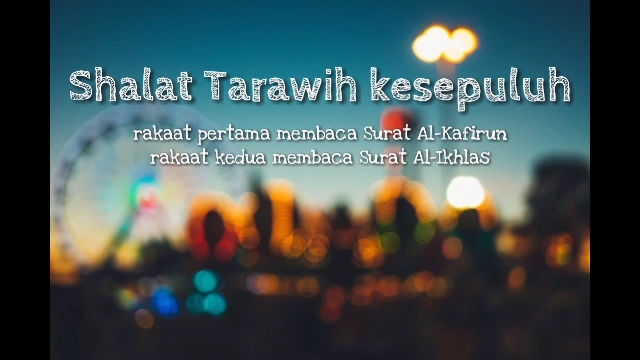 Shalat Tarawih kesepuluh
rakaat pertama membaca Surat Al-Kafirun
rakaat kedua membaca Surat Al-Ikhlas